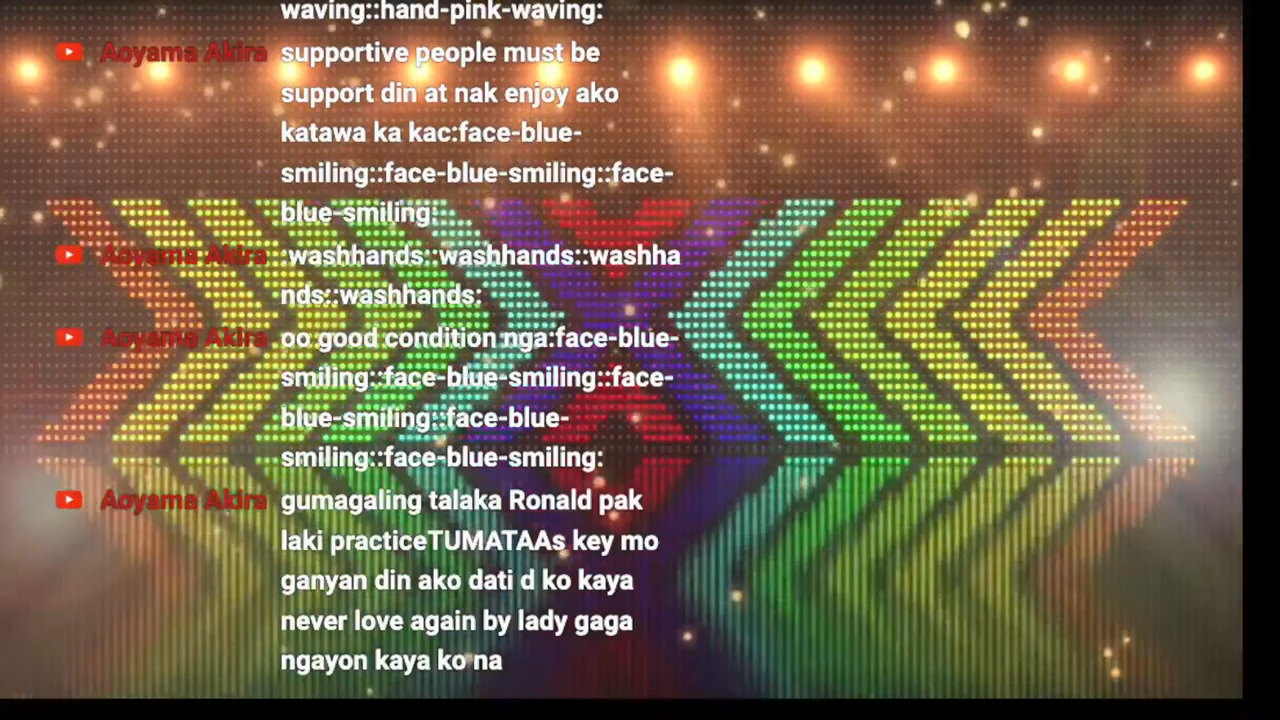 waving::hand-pink-waving:
Aoyama Akira supportive people must be
support din at nak enjoy ako
katawa ka kac:face-blue-
smiling::face-blue-smiling::face-
blue-smiling:
Aoyama Akira :washhands::washhands::washha
nds::washhands:
Aoyama Akira oo good condition nga:face-blue-
smiling::face-blue-smiling::face-
blue-smiling::face-blue-
smiling::face-blue-smiling:
Aoyama Akira gumagaling talaka Ronald pak
laki practiceTUMATAAs key mo
ganyan din ako dati d ko kaya
never love again by lady gaga
ngayon kaya ko na